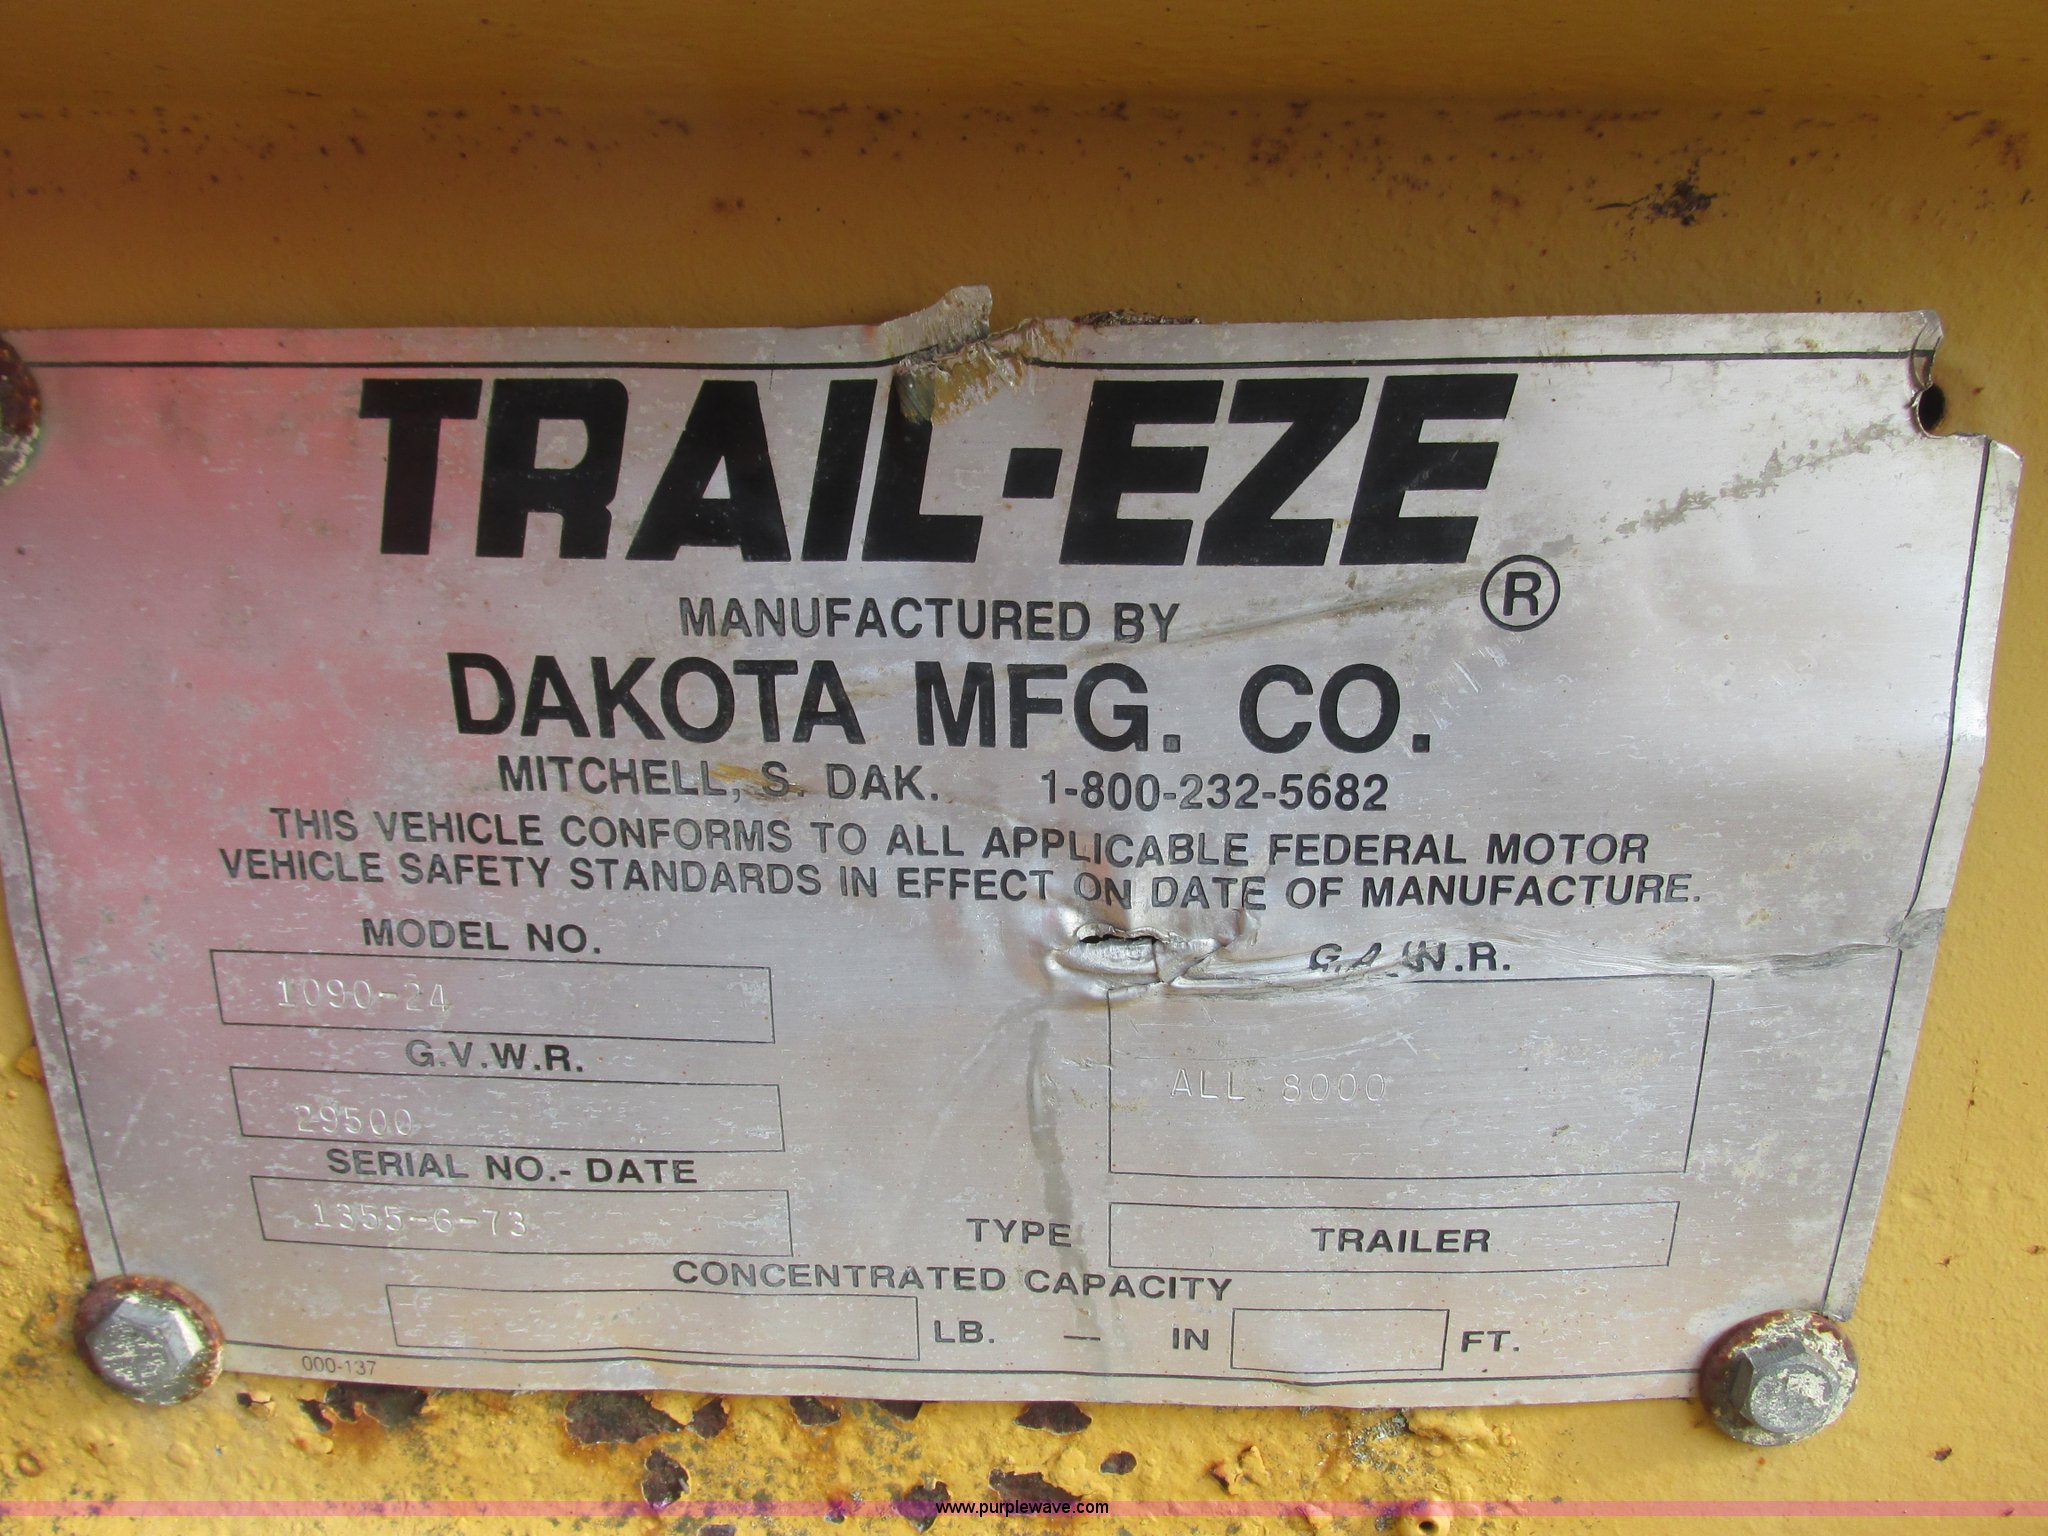 TRAIL-EZE®
MANUFACTURED BY
DAKOTA MFG. CO.
MITCHELL, S. DAK. 1-800-232-5682
THIS VEHICLE CONFORMS TO ALL APPLICABLE FEDERAL MOTOR
VEHICLE SAFETY STANDARDS IN EFFECT ON DATE OF MANUFACTURE.
MODEL NO.
1090-24
G.V.W.R.
29500
SERIAL NO.- DATE
1355-6-73
G.A.W.R.
ALL 8000
TYPE TRAILER
CONCENTRATED CAPACITY
LB. — IN FT.
000-137
www.purplewave.com